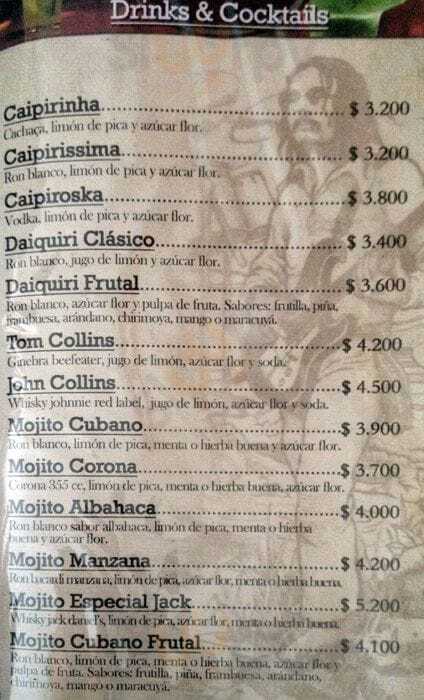 Drinks & Cocktails
Caipirinha........................................$ 3.200
Cachaça, limón de pica y azúcar flor.
Caipirissima.....................................$ 3.200
Ron blanco, limón de pica y azúcar flor.
Caipiroska.......................................$ 3.800
Vodka, limón de pica y azúcar flor.
Daiquiri Clásico...............................$ 3.400
Ron blanco, jugo de limón y azúcar flor.
Daiquiri Frutal.................................$ 3.600
Ron blanco, azúcar flor y pulpa de fruta. Sabores: frutilla, piña,
frambuesa, arándano, chirimoya, mango o maracuyá.
Tom Collins.....................................$ 4.200
Ginebra beefeater, jugo de limón, azúcar flor y soda.
John Collins....................................$ 4.500
Whisky johnnie red label, jugo de limón, azúcar flor y soda.
Mojito Cubano................................$ 3.900
Ron blanco, limón de pica, menta o hierba buena y azúcar flor.
Mojito Corona.................................$ 3.700
Corona 355 cc, limón de pica, menta o hierba buena, azúcar flor.
Mojito Albahaca..............................$ 4.000
Ron blanco sabor albahaca, limón de pica, menta o hierba
buena y azúcar flor.
Mojito Manzana..............................$ 4.200
Ron bacardi manzana, limón de pica, azúcar flor, menta o hierba buena.
Mojito Especial Jack........................$ 5.200
Whisky jack daniel's, limón de pica, azúcar flor, menta o hierba buena.
Mojito Cubano Frutal......................$ 4.100
Ron blanco, limón de pica, menta o hierba buena, azúcar flor y
pulpa de fruta. Sabores: frutilla, piña, frambuesa, arándano,
chirimoya, mango o maracuyá.